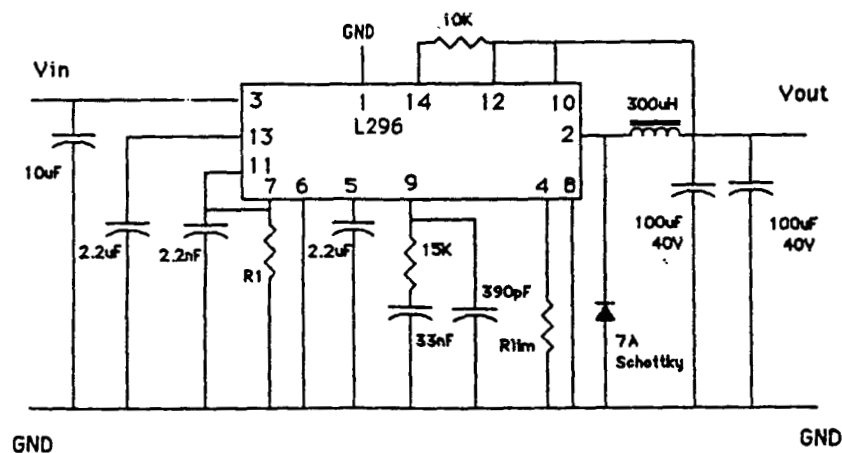 10K
GND
Vin
3
1
14
12
10
300uH
Vout
L296
13
2
11
10uF
7
6
5
9
4
8
2.2uF
2.2nF
R1
2.2uF
15K
100uF
40V
100uF
40V
390pF
33nF
Rlim
7A
Schottky
GND
GND